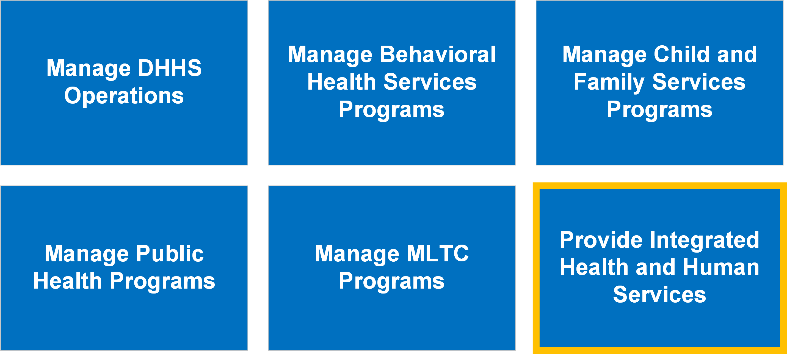 Manage DHHS
Operations
Manage Behavioral
Health Services
Programs
Manage Child and
Family Services
Programs
Manage Public
Health Programs
Manage MLTC
Programs
Provide Integrated
Health and Human
Services